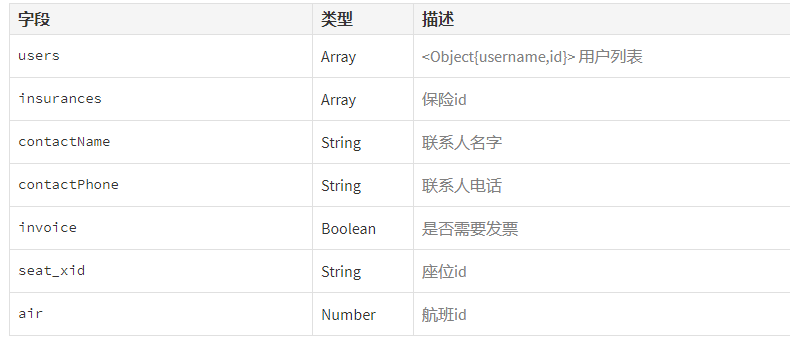 字段 类型 描述
users Array <Object{username,id}> 用户列表
insurances Array 保险id
contactName String 联系人名字
contactPhone String 联系人电话
invoice Boolean 是否需要发票
seat_xid String 座位id
air Number 航班id